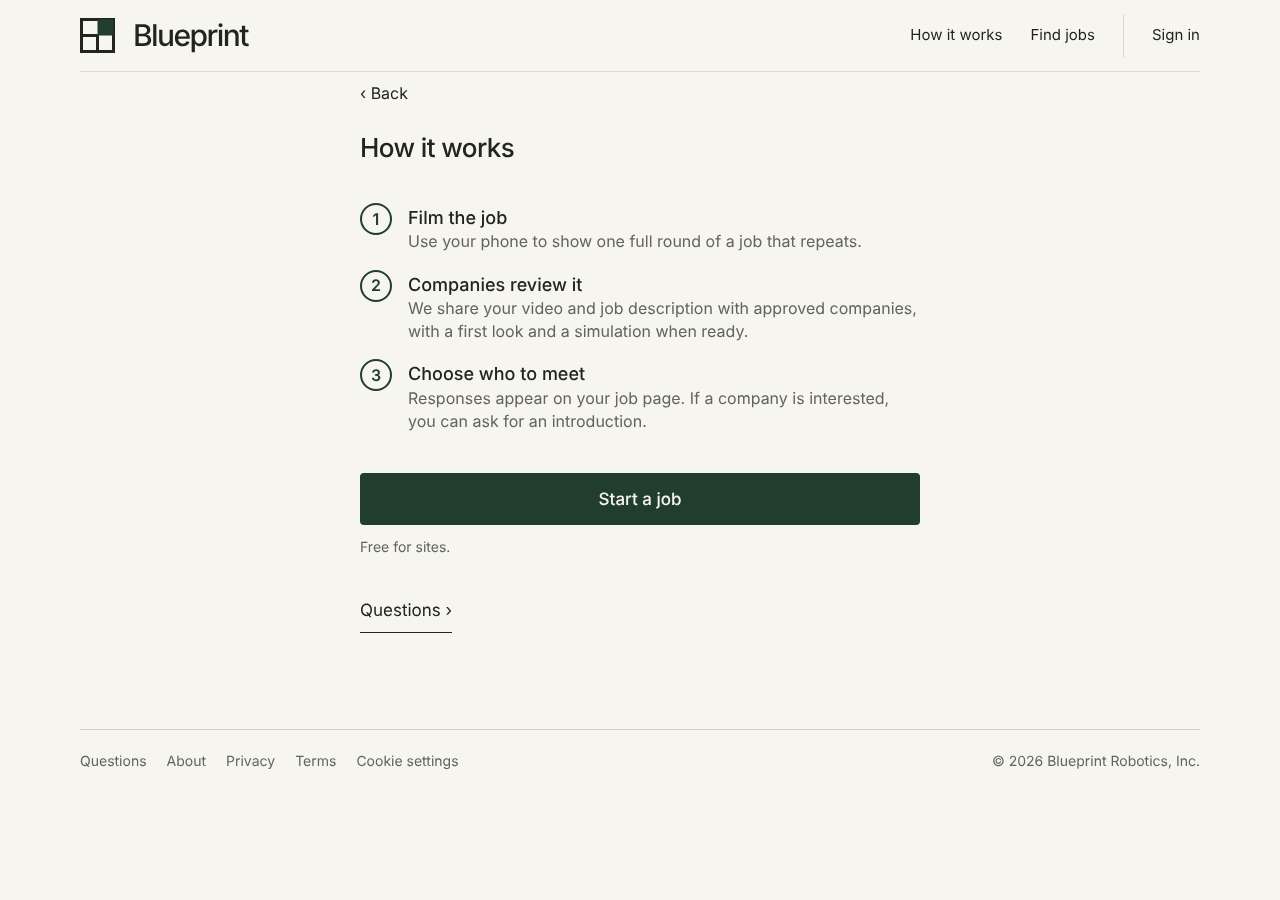 Blueprint
How it works
Find jobs
Sign in
‹ Back
How it works
1
Film the job
Use your phone to show one full round of a job that repeats.
2
Companies review it
We share your video and job description with approved companies,
with a first look and a simulation when ready.
3
Choose who to meet
Responses appear on your job page. If a company is interested,
you can ask for an introduction.
Start a job
Free for sites.
Questions ›
Questions
About
Privacy
Terms
Cookie settings
© 2026 Blueprint Robotics, Inc.